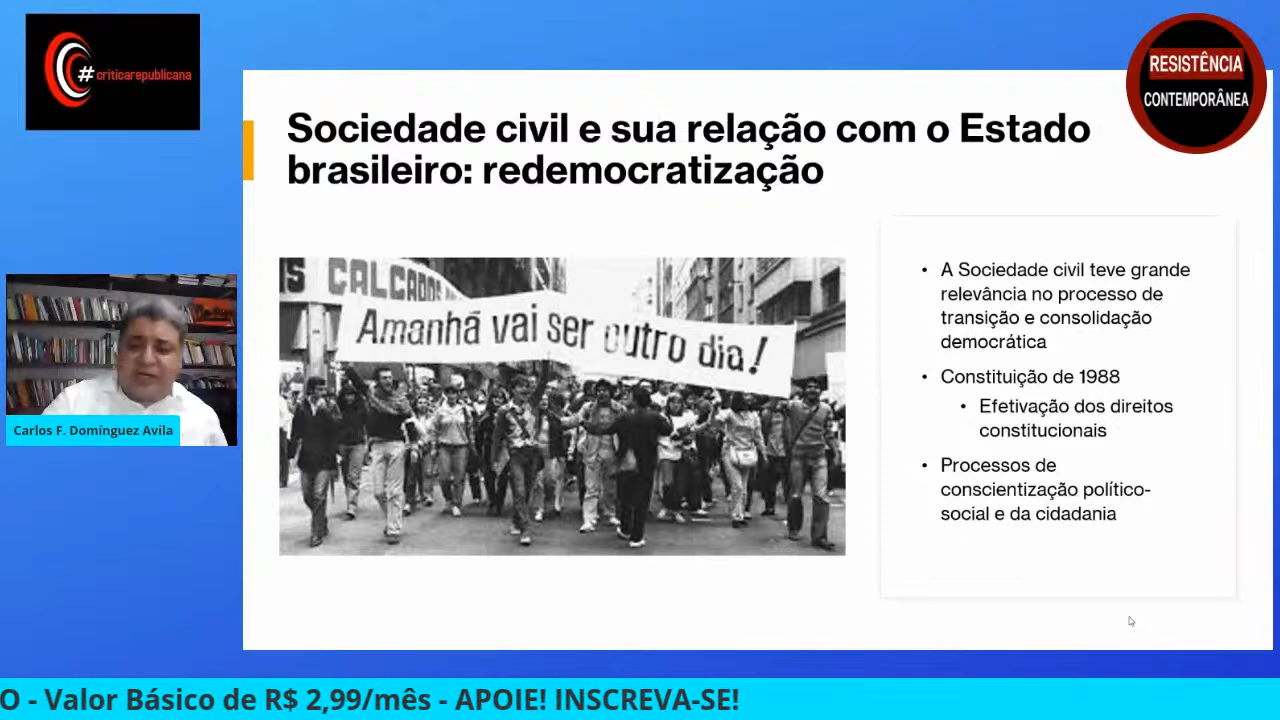 #criticarepublicana
RESISTÊNCIA
CONTEMPORÂNEA
Sociedade civil e sua relação com o Estado
brasileiro: redemocratização
CALÇADOS
Amanhã vai ser outro dia!
• A Sociedade civil teve grande
relevância no processo de
transição e consolidação
democrática
• Constituição de 1988
• Efetivação dos direitos
constitucionais
• Processos de
conscientização político-
social e da cidadania
Carlos F. Domínguez Avila
O - Valor Básico de R$ 2,99/mês - APOIE! INSCREVA-SE!